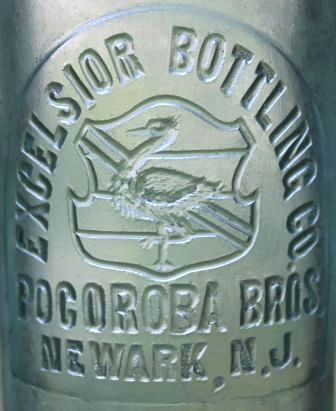 EXCELSIOR BOTTLING CO.
POCOROBA BROS.
NEWARK, N.J.